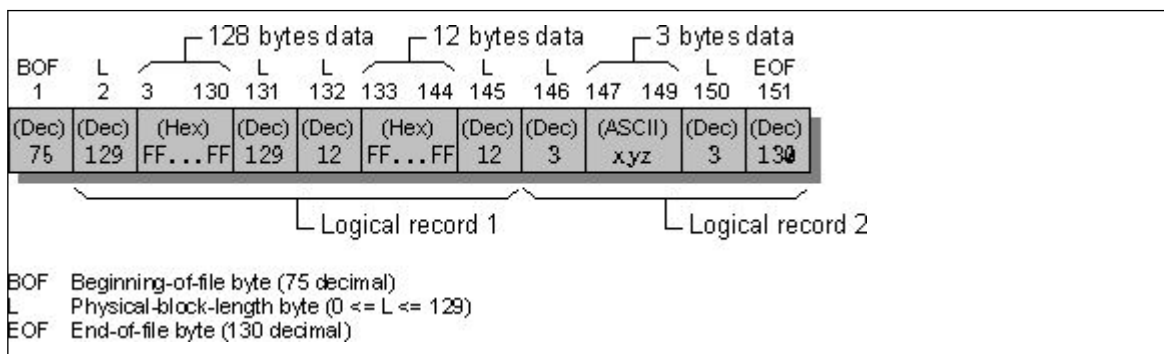 128 bytes data 12 bytes data 3 bytes data
BOF L L L L L L EOF
1 2 3 130 131 132 133 144 145 146 147 149 150 151
(Dec) (Dec) (Hex) (Dec) (Dec) (Hex) (Dec) (Dec) (ASCII) (Dec) (Dec)
75 129 FF...FF 129 12 FF...FF 12 3 xyz 3 130
Logical record 1 Logical record 2
BOF Beginning-of-file byte (75 decimal)
L Physical-block-length byte (0 <= L <= 129)
EOF End-of-file byte (130 decimal)